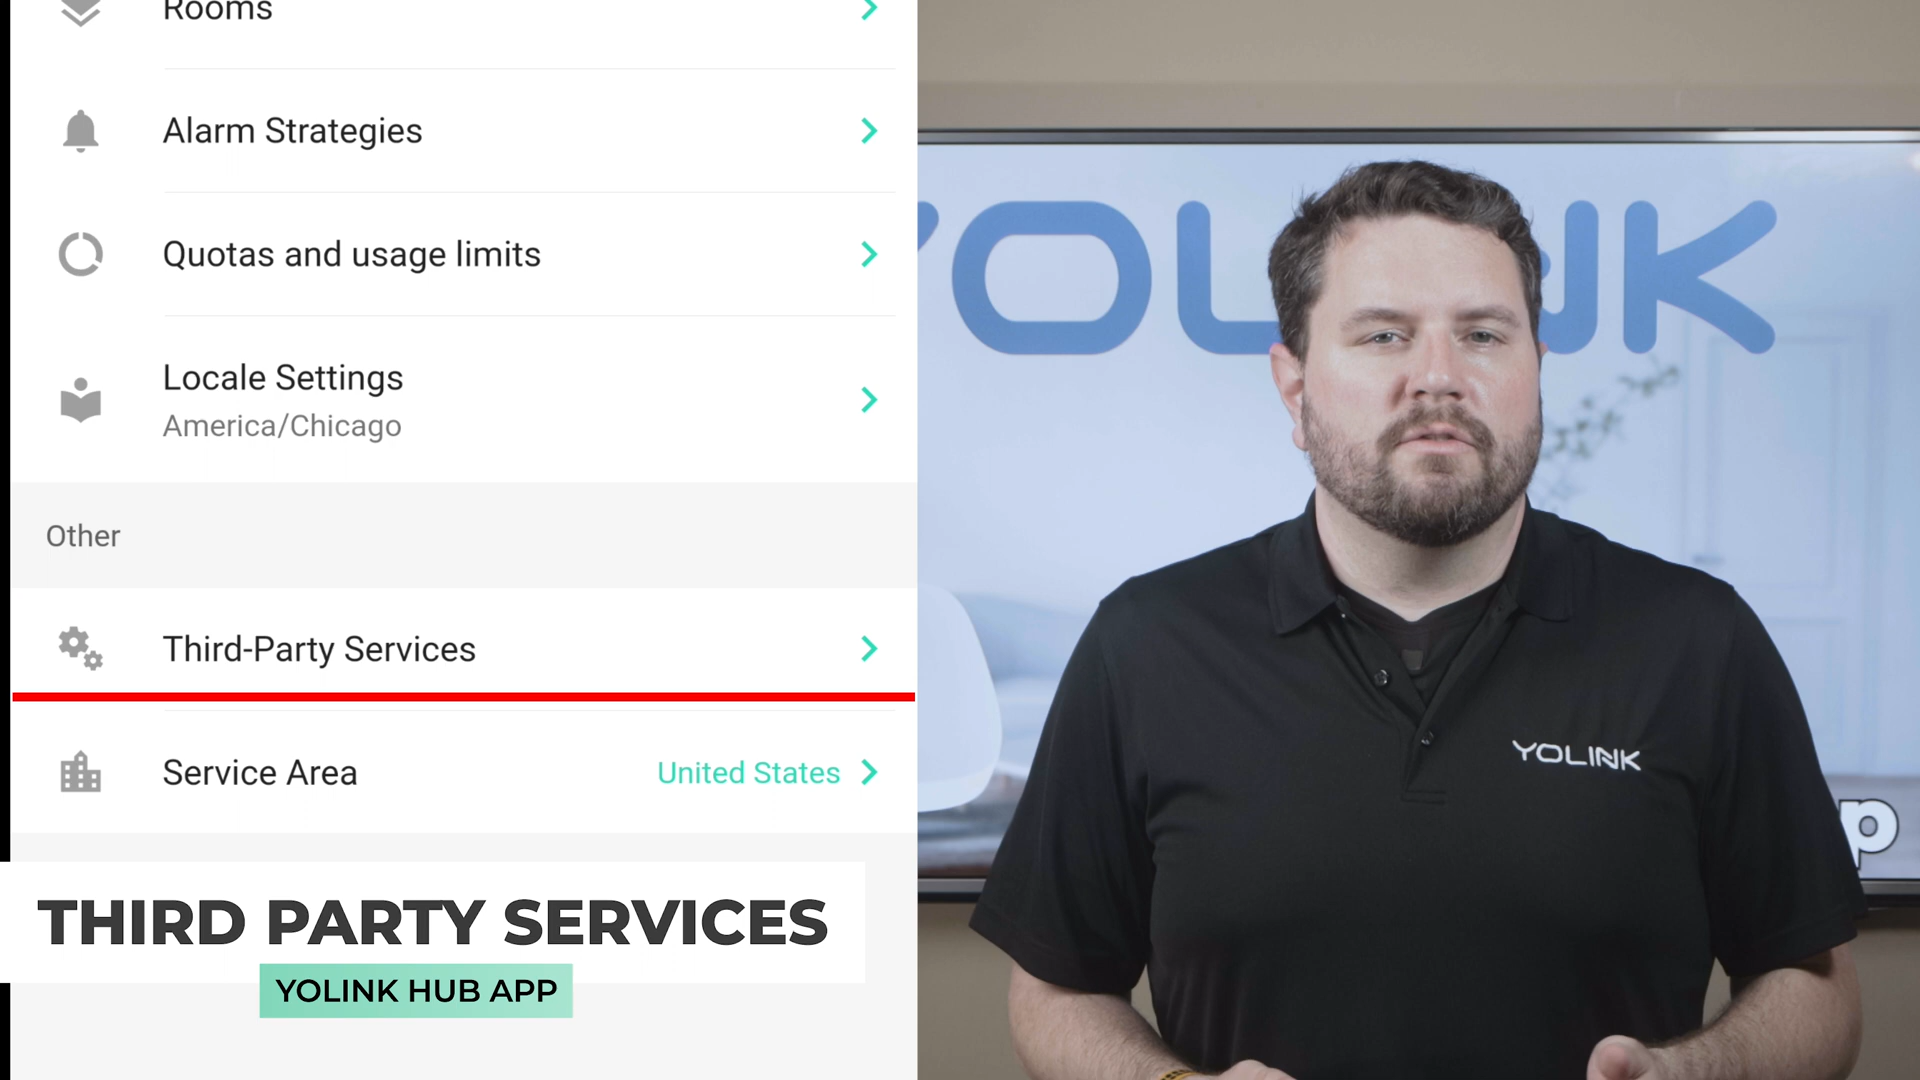 Rooms
Alarm Strategies
Quotas and usage limits
Locale Settings
America/Chicago
Other
Third-Party Services
Service Area
United States
THIRD PARTY SERVICES
YOLINK HUB APP
YOLINK
YOLINK
p